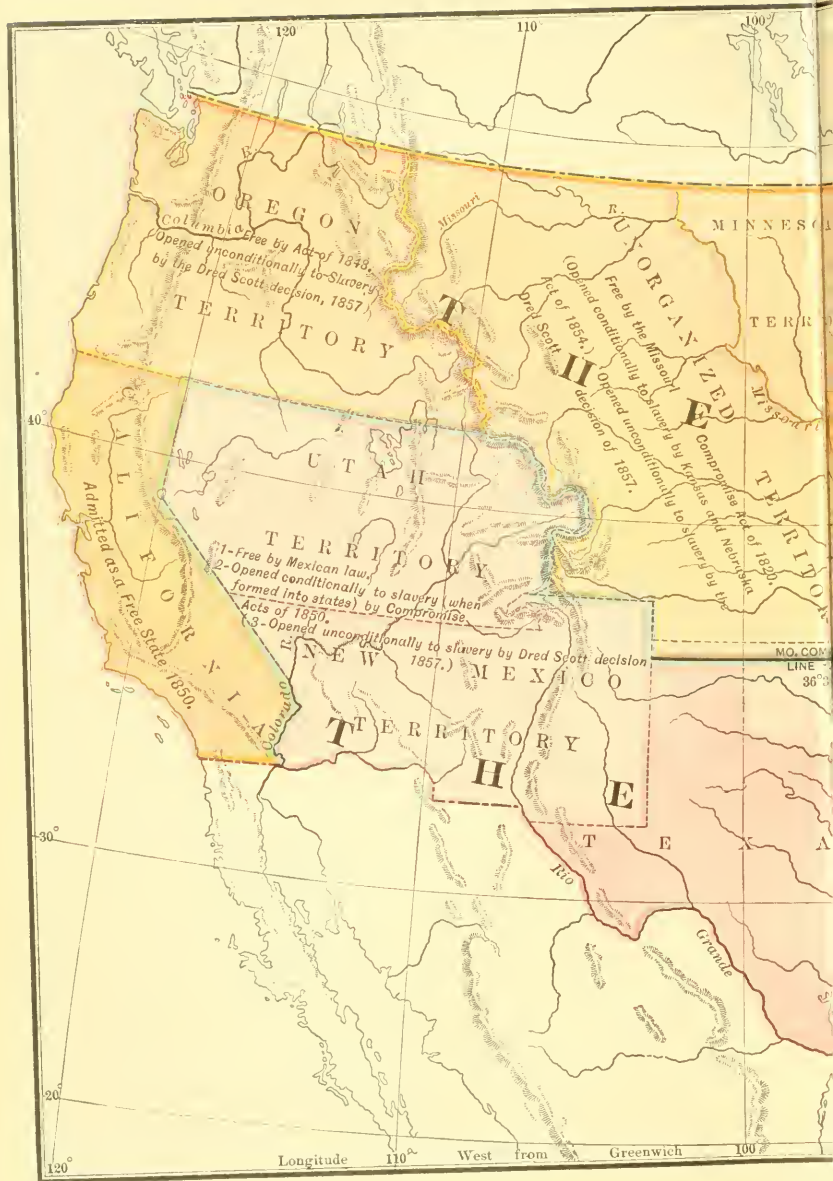 120°
110°
100°
OREGON
Columbia
R.
Free by Act of 1848.
(Opened unconditionally to Slavery
by the Dred Scott decision, 1857)
TERRITORY
Missouri
R.
UNORGANIZED
TERRITOR
Free by the Missouri Compromise Act of 1820.
(Opened conditionally to slavery by Kansas and Nebraska
Act of 1854.) Opened unconditionally to slavery by the
Dred Scott decision of 1857.
MINNESO
TERR
Missouri
T
H
E
40°
ALIFORNIA
Admitted as a Free State, 1850.
UTAH
TERRITORY
1-Free by Mexican law.
2-Opened conditionally to slavery (when
formed into states) by Compromise
Acts of 1850.
(3-Opened unconditionally to slavery by Dred Scott decision
1857.)
Colorado
R.
NEW
MEXICO
TERRITORY
MO. COM
LINE
36°3
T
H
E
30°
TEXA
Rio
Grande
20°
120°
Longitude
110°
West from
Greenwich
100°